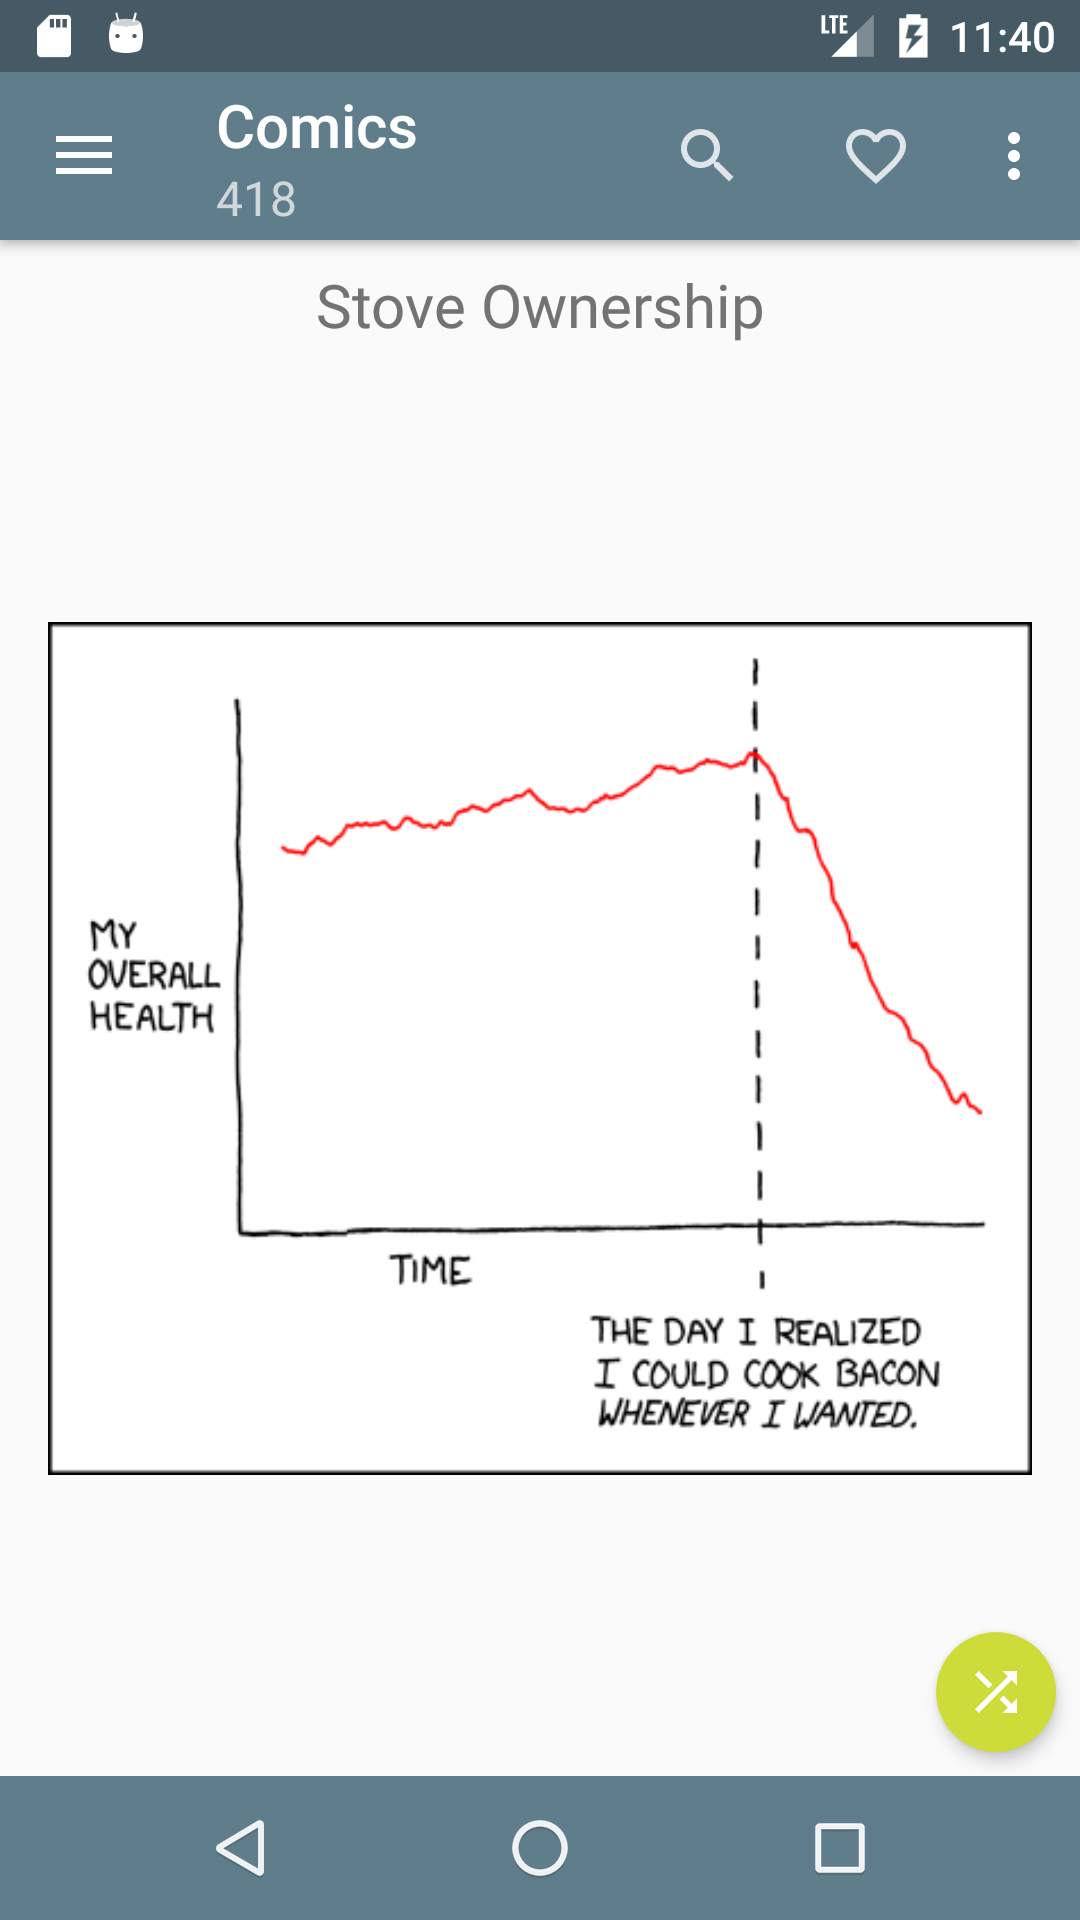 LTE 11:40
Comics
418
Stove Ownership
MY
OVERALL
HEALTH
TIME
THE DAY I REALIZED
I COULD COOK BACON
WHENEVER I WANTED.